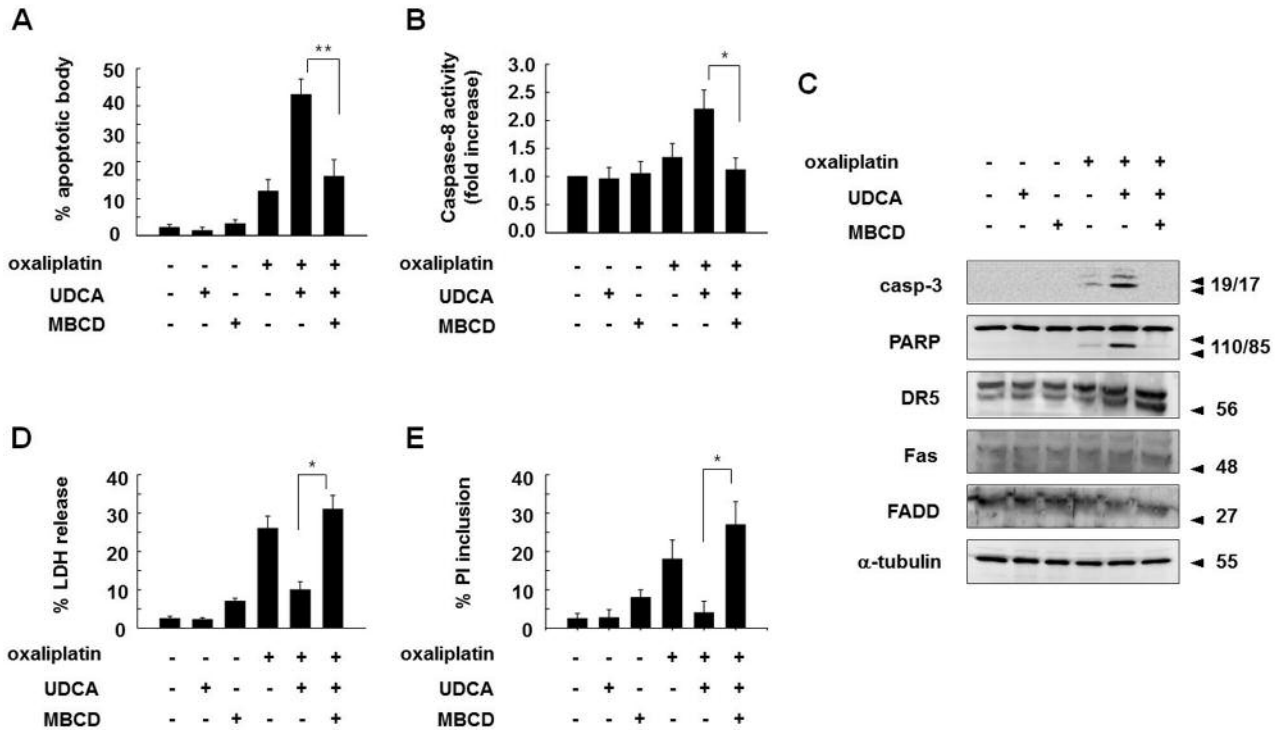 A
50
40
30
20
10
0
% apoptotic body
**
oxaliplatin - - - + + +
UDCA - + - - + +
MBCD - - + - - +
B
3.0
2.5
2.0
1.5
1.0
0.5
0.0
Caspase-8 activity
(fold increase)
*
oxaliplatin - - - + + +
UDCA - + - - + +
MBCD - - + - - +
C
oxaliplatin - - - + + +
UDCA - + - - + +
MBCD - - + - - +
casp-3 19/17
PARP 110/85
DR5 56
Fas 48
FADD 27
α-tubulin 55
D
40
30
20
10
0
% LDH release
*
oxaliplatin - - - + + +
UDCA - + - - + +
MBCD - - + - - +
E
40
30
20
10
0
% PI inclusion
*
oxaliplatin - - - + + +
UDCA - + - - + +
MBCD - - + - - +